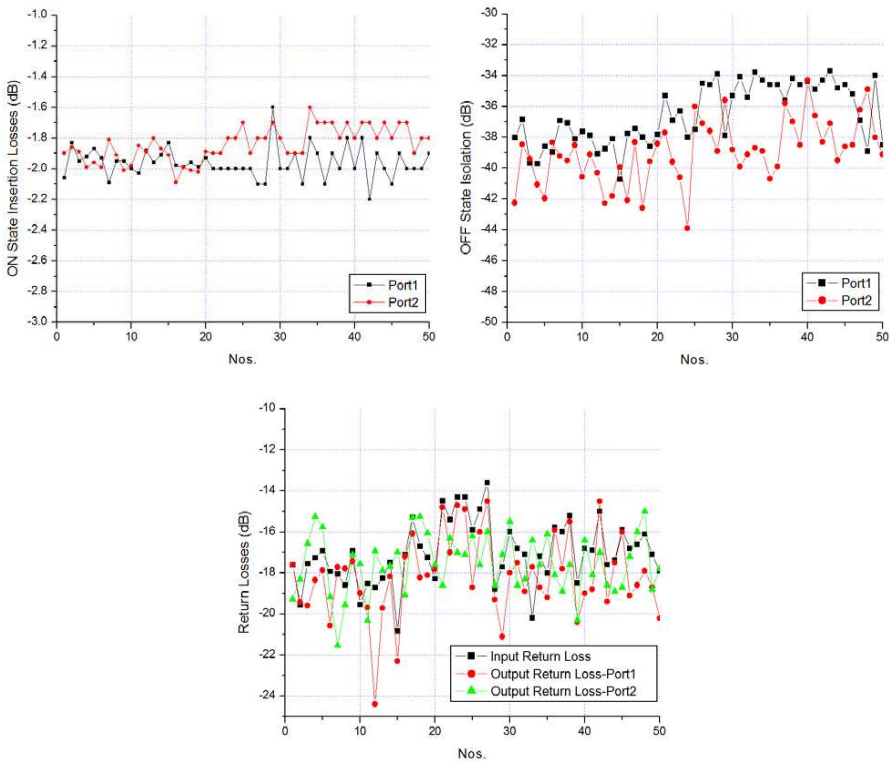 -1.0
-1.2
-1.4
-1.6
-1.8
-2.0
-2.2
-2.4
-2.6
-2.8
-3.0
ON State Insertion Losses (dB)
Port1
Port2
0 10 20 30 40 50
Nos.
-30
-32
-34
-36
-38
-40
-42
-44
-46
-48
-50
OFF State Isolation (dB)
Port1
Port2
0 10 20 30 40 50
Nos.
-10
-12
-14
-16
-18
-20
-22
-24
Return Losses (dB)
Input Return Loss
Output Return Loss-Port1
Output Return Loss-Port2
0 10 20 30 40 50
Nos.